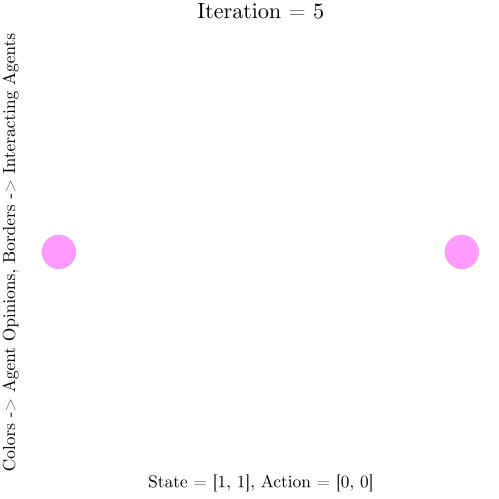 Iteration = 5
Colors -> Agent Opinions, Borders -> Interacting Agents
State = [1, 1], Action = [0, 0]